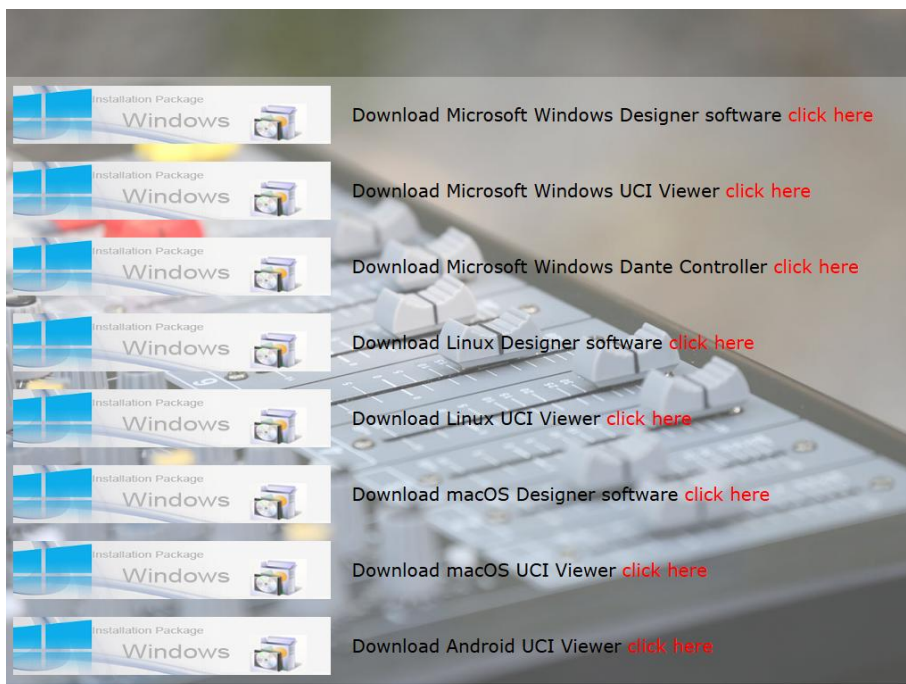 Installation Package
Windows
Download Microsoft Windows Designer software click here
Installation Package
Windows
Download Microsoft Windows UCI Viewer click here
Installation Package
Windows
Download Microsoft Windows Dante Controller click here
Installation Package
Windows
Download Linux Designer software click here
Installation Package
Windows
Download Linux UCI Viewer click here
Installation Package
Windows
Download macOS Designer software click here
Installation Package
Windows
Download macOS UCI Viewer click here
Installation Package
Windows
Download Android UCI Viewer click here